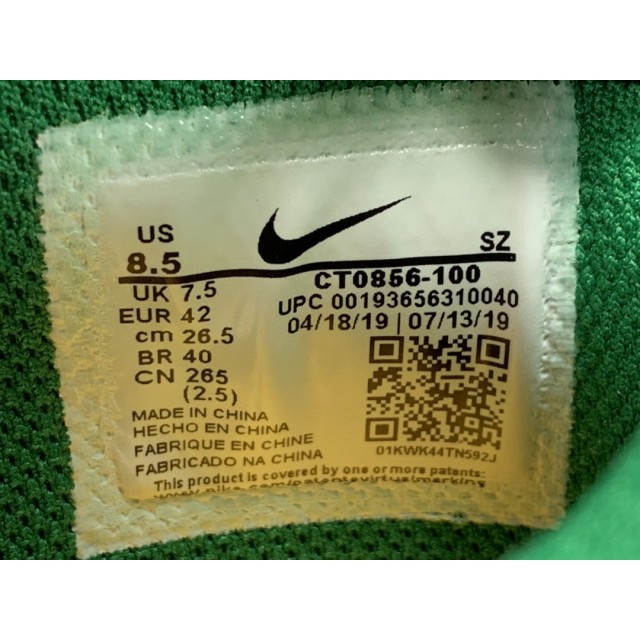 US
SZ
8.5
CT0856-100
UK 7.5
UPC 00193656310040
EUR 42
04/18/19 | 07/13/19
cm 26.5
BR 40
CN 265
(2.5)
MADE IN CHINA
HECHO EN CHINA
FABRIQUE EN CHINE
FABRICADO NA CHINA
01KWK44TN592J
This product is covered by one or more patents: